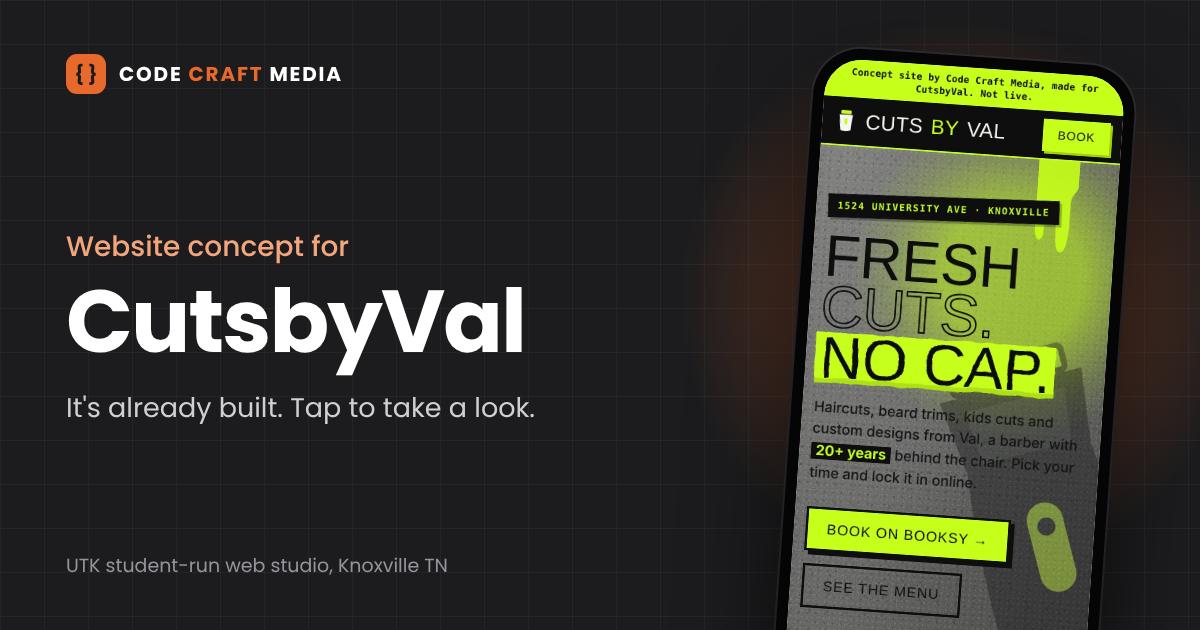 { } CODE CRAFT MEDIA
Website concept for
CutsbyVal
It's already built. Tap to take a look.
UTK student-run web studio, Knoxville TN
Concept site by Code Craft Media, made for
CutsbyVal. Not live.
CUTS BY VAL
BOOK
1524 UNIVERSITY AVE · KNOXVILLE
FRESH
CUTS.
NO CAP.
Haircuts, beard trims, kids cuts and
custom designs from Val, a barber with
20+ years behind the chair. Pick your
time and lock it in online.
BOOK ON BOOKSY →
SEE THE MENU